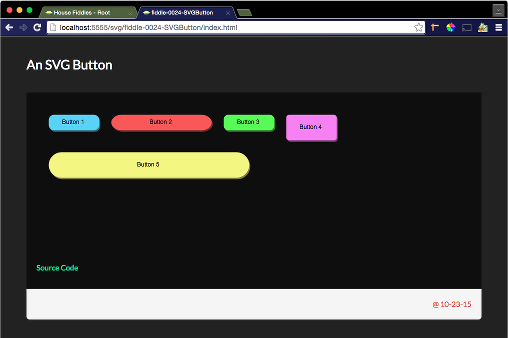 House Fiddles - Root
fiddle-0024-SVGButton
localhost:5555/svg/fiddle-0024-SVGButton/index.html
An SVG Button
Button 1
Button 2
Button 3
Button 4
Button 5
Source Code
@ 10-23-15